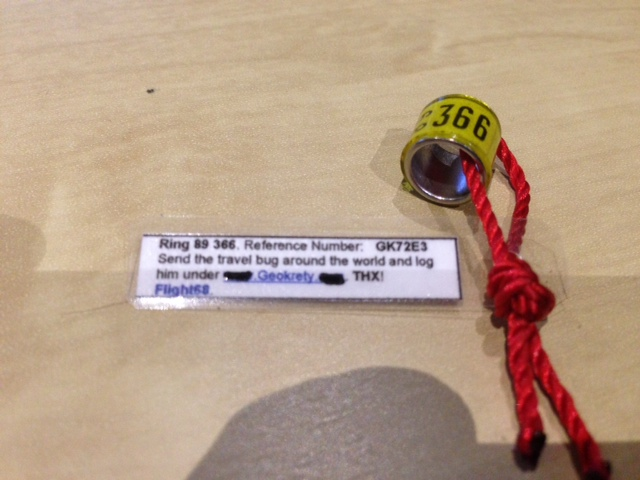 366
Ring 89 366. Reference Number: GK72E3
Send the travel bug around the world and log
him under Geokrety. THX!
Flight68